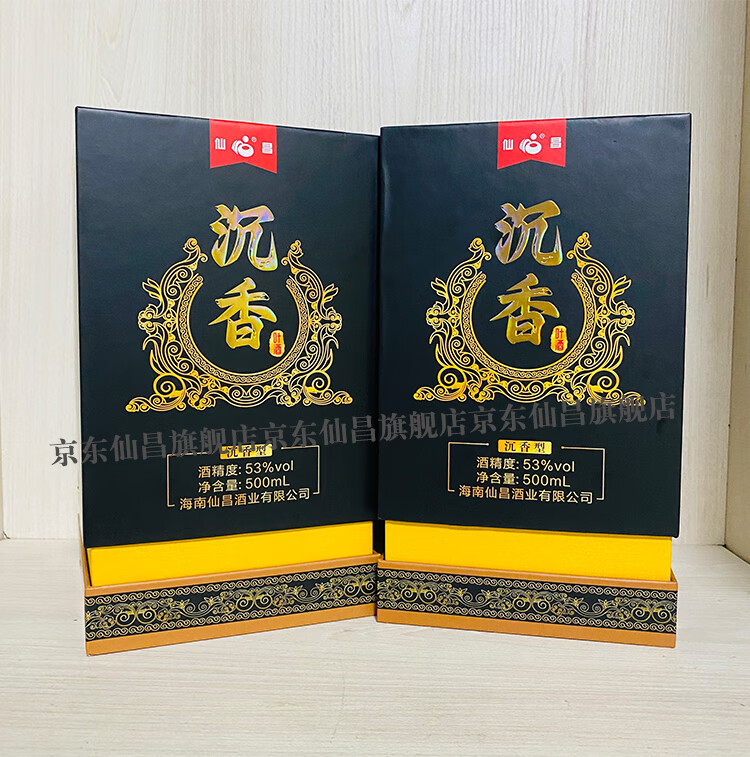 仙 ® 昌
沉
香
叶酒
沉香型
酒精度: 53%vol
净含量: 500mL
海南仙昌酒业有限公司
仙 ® 昌
沉
香
叶酒
沉香型
酒精度: 53%vol
净含量: 500mL
海南仙昌酒业有限公司
京东仙昌旗舰店京东仙昌旗舰店京东仙昌旗舰店